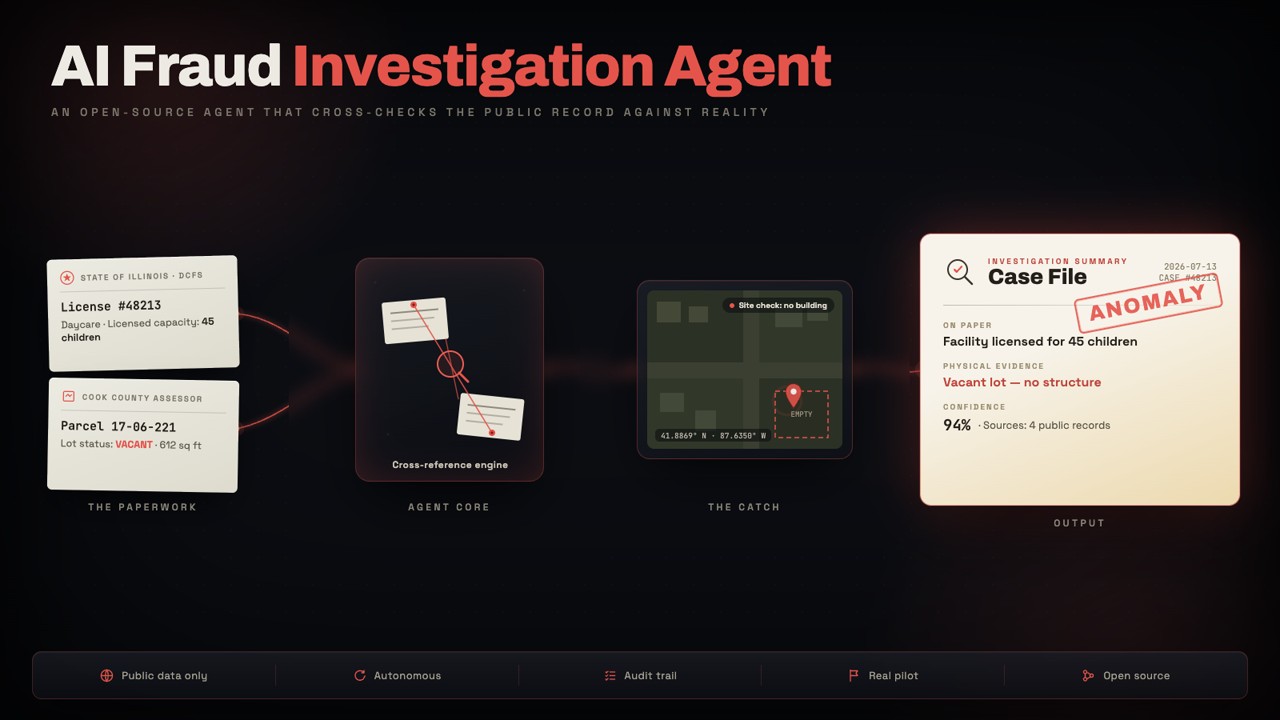 AI Fraud Investigation Agent
AN OPEN-SOURCE AGENT THAT CROSS-CHECKS THE PUBLIC RECORD AGAINST REALITY
STATE OF ILLINOIS · DCFS
License #48213
Daycare · Licensed capacity: 45
children
COOK COUNTY ASSESSOR
Parcel 17-06-221
Lot status: VACANT · 612 sq ft
THE PAPERWORK
Cross-reference engine
AGENT CORE
Site check: no building
EMPTY
41.8869° N · 87.6350° W
THE CATCH
INVESTIGATION SUMMARY
Case File
2026-07-13
CASE #48213
ANOMALY
ON PAPER
Facility licensed for 45 children
PHYSICAL EVIDENCE
Vacant lot — no structure
CONFIDENCE
94% · Sources: 4 public records
OUTPUT
Public data only
Autonomous
Audit trail
Real pilot
Open source